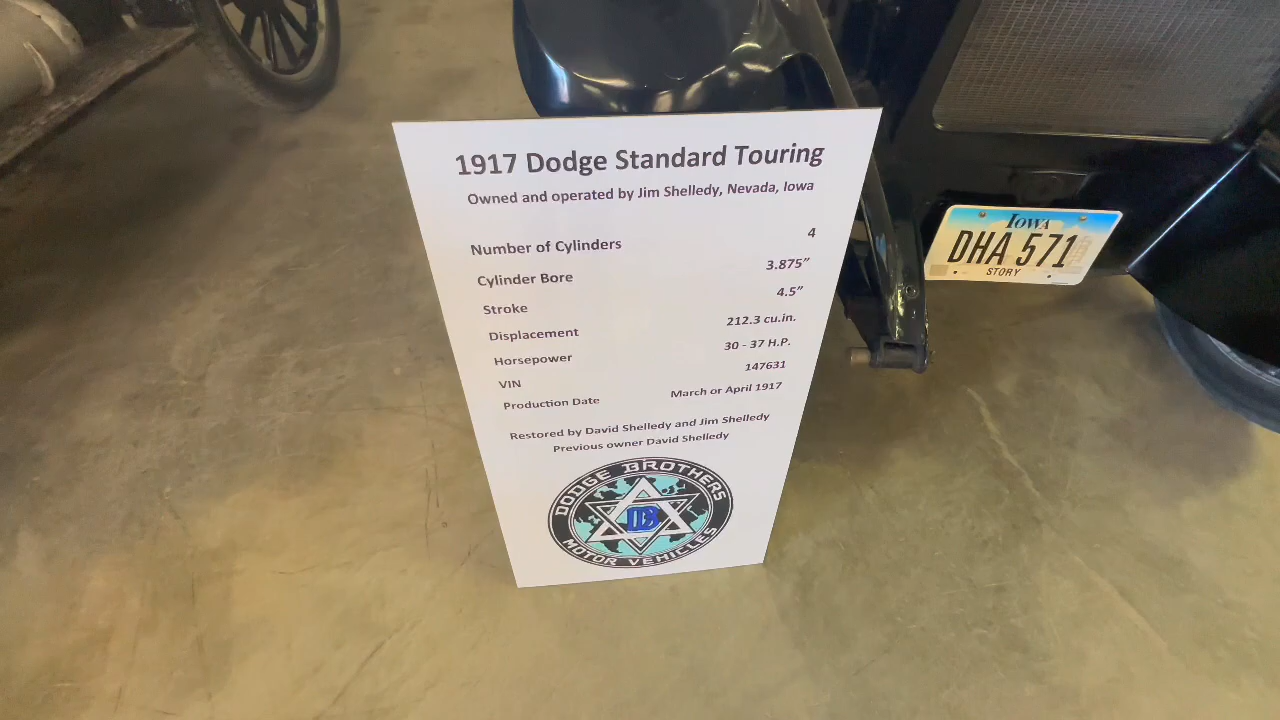 1917 Dodge Standard Touring
Owned and operated by Jim Shelledy, Nevada, Iowa
Number of Cylinders 4
Cylinder Bore 3.875”
Stroke 4.5”
Displacement 212.3 cu.in.
Horsepower 30 - 37 H.P.
VIN 147631
Production Date March or April 1917
Restored by David Shelledy and Jim Shelledy
Previous owner David Shelledy
DODGE BROTHERS
DB
MOTOR VEHICLES
IOWA
DHA 571
STORY